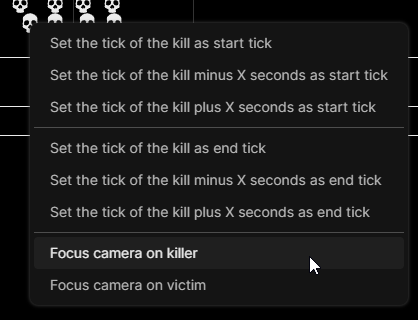 Set the tick of the kill as start tick
Set the tick of the kill minus X seconds as start tick
Set the tick of the kill plus X seconds as start tick
Set the tick of the kill as end tick
Set the tick of the kill minus X seconds as end tick
Set the tick of the kill plus X seconds as end tick
Focus camera on killer
Focus camera on victim